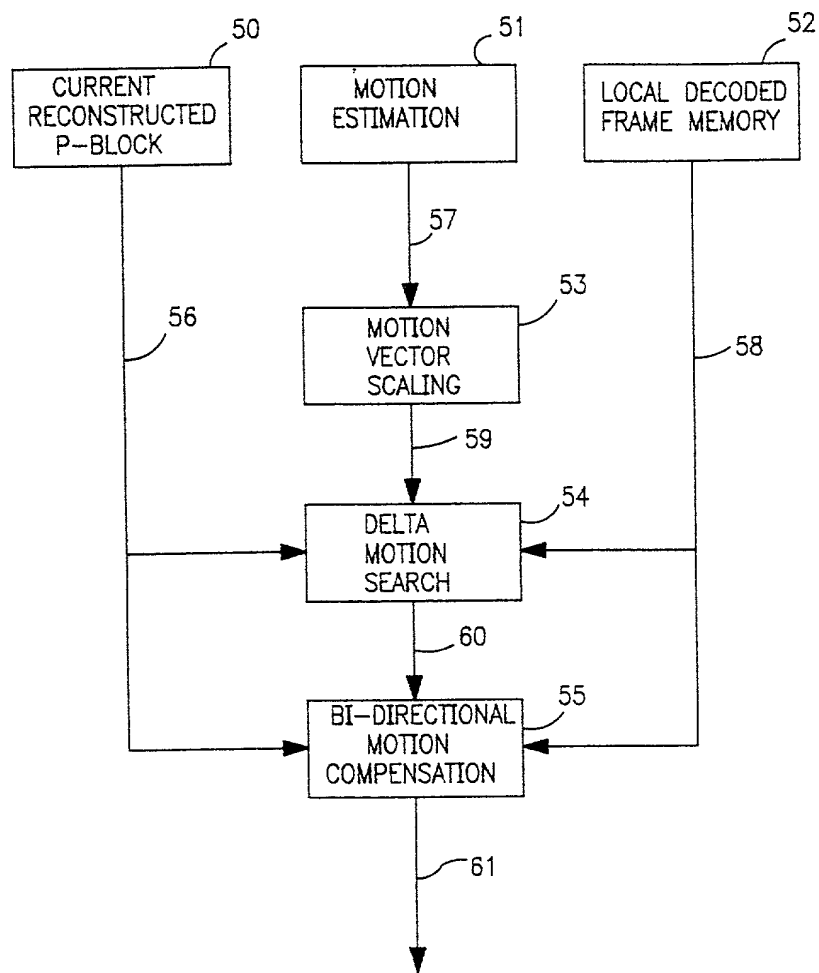 50
51
52
CURRENT
RECONSTRUCTED
P-BLOCK
MOTION
ESTIMATION
LOCAL DECODED
FRAME MEMORY
57
53
56
MOTION
VECTOR
SCALING
58
59
54
DELTA
MOTION
SEARCH
60
55
BI-DIRECTIONAL
MOTION
COMPENSATION
61